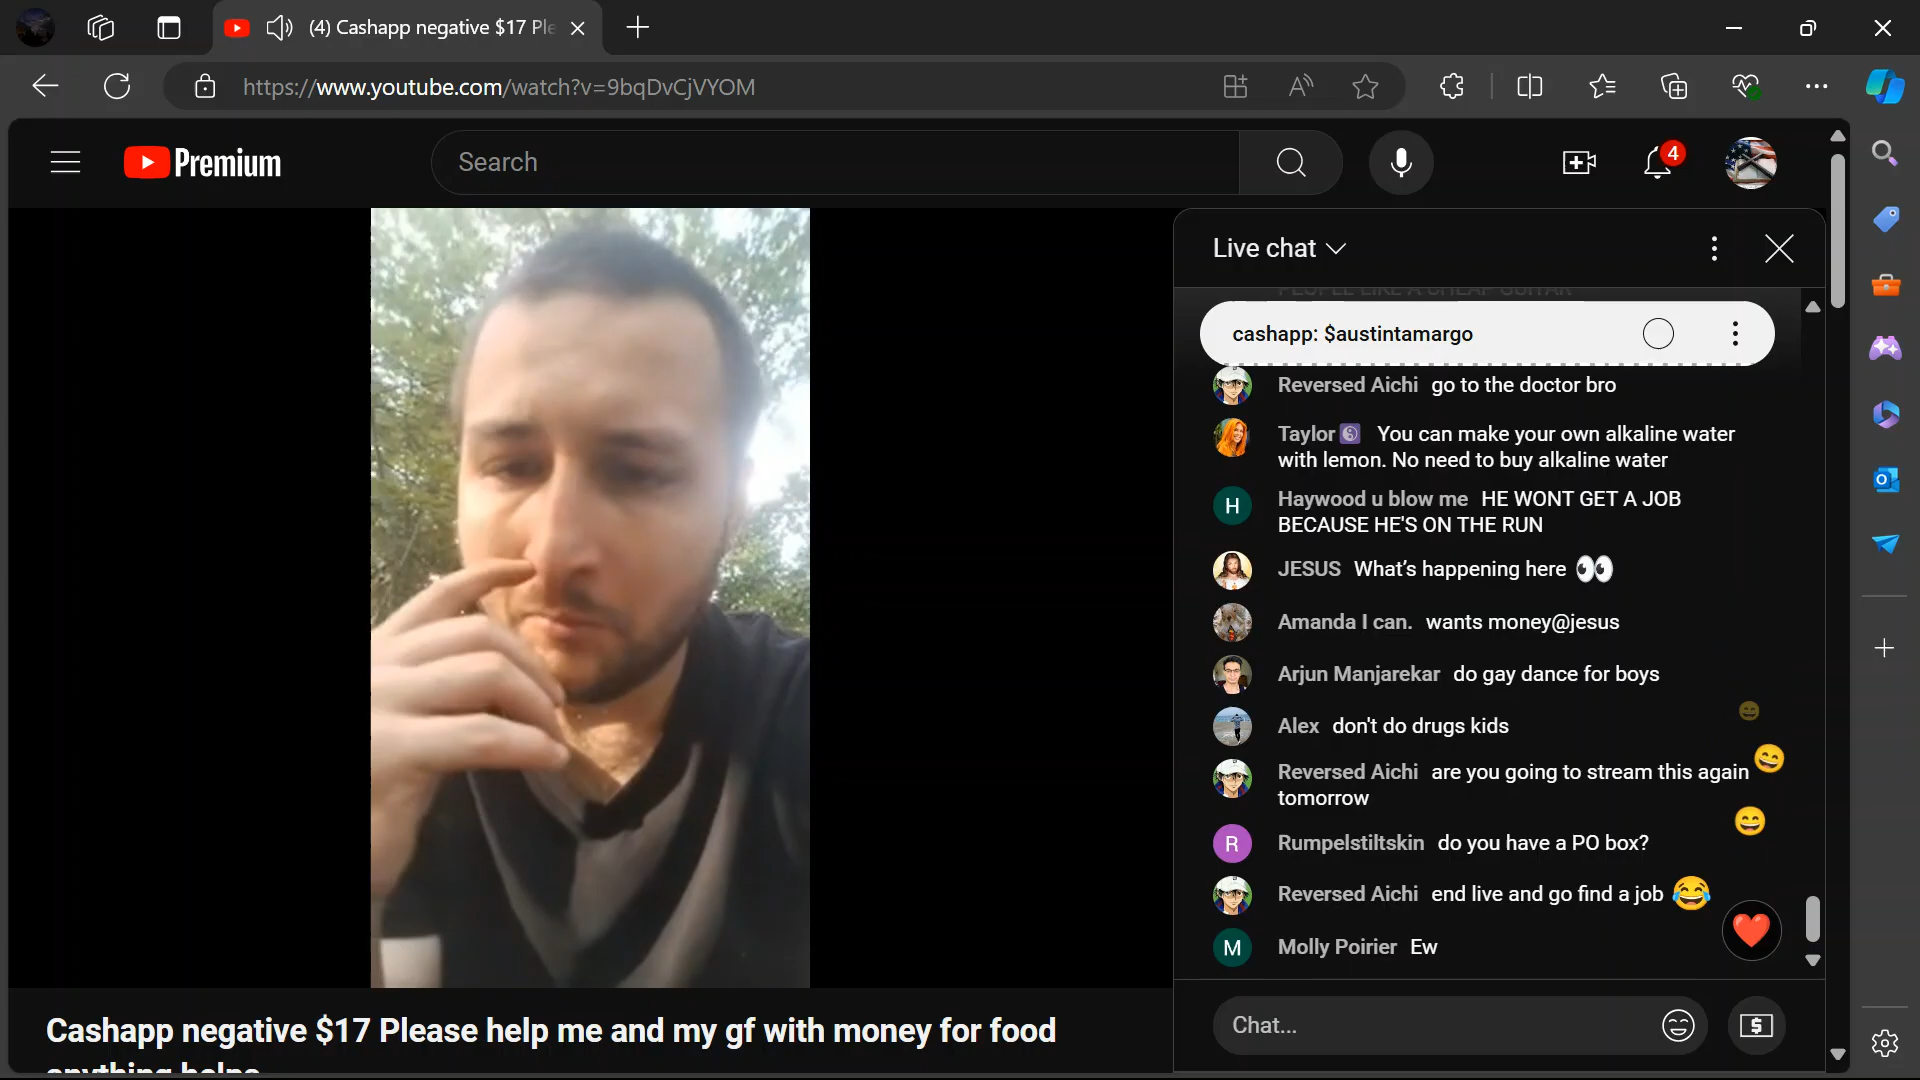 (4) Cashapp negative $17 Ple
https://www.youtube.com/watch?v=9bqDvCjVYOM
Premium
Search
4
Live chat
PEOPLE LIKE A CHEAP GUITAR
cashapp: $austintamargo
Reversed Aichi go to the doctor bro
Taylor You can make your own alkaline water
with lemon. No need to buy alkaline water
H
Haywood u blow me HE WONT GET A JOB
BECAUSE HE'S ON THE RUN
JESUS What's happening here 👀
Amanda I can. wants money@jesus
Arjun Manjarekar do gay dance for boys
Alex don't do drugs kids
Reversed Aichi are you going to stream this again
tomorrow
R
Rumpelstiltskin do you have a PO box?
Reversed Aichi end live and go find a job 😂
M
Molly Poirier Ew
Chat...
Cashapp negative $17 Please help me and my gf with money for food
anything helps